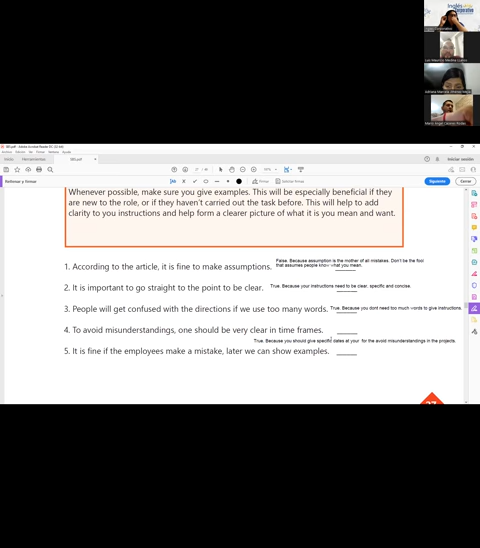 Whenever possible, make sure you give examples. This will be especially beneficial if they
are new to the role, or if they haven't carried out the task before. This will help to add
clarity to you instructions and help form a clearer picture of what it is you mean and want.
1. According to the article, it is fine to make assumptions.
False. Because assumption is the mother of all mistakes. Don't be the fool
that assumes people know what you mean.
2. It is important to go straight to the point to be clear.
True. Because your instructions need to be clear, specific and concise.
3. People will get confused with the directions if we use too many words.
True. Because you dont need too much words to give instructions.
4. To avoid misunderstandings, one should be very clear in time frames.
True. Because you should give specific dates at your for the avoid misunderstandings in the projects.
5. It is fine if the employees make a mistake, later we can show examples.
27
Inicio
Herramientas
Iniciar sesión
Rellenar y firmar
Siguiente
Cerrar